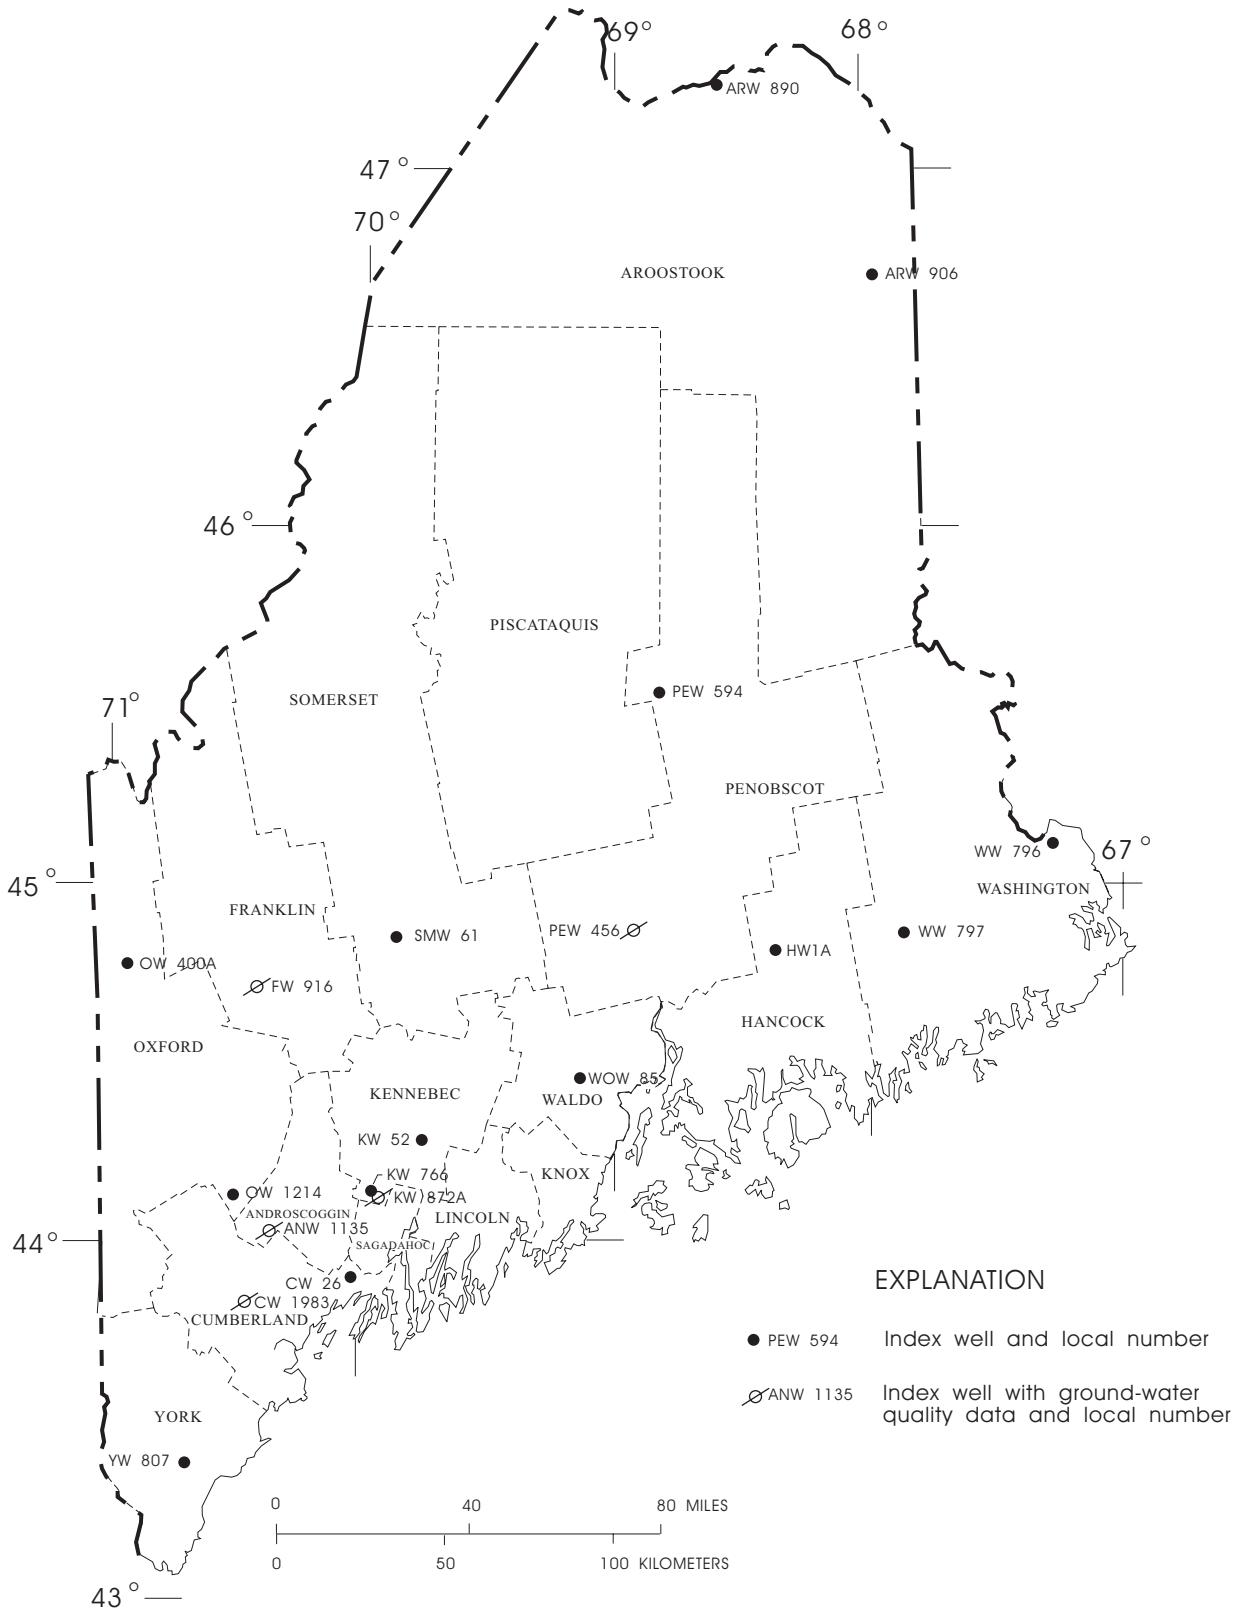 69°
68°
ARW 890
47°
70°
AROOSTOOK
ARW 906
46°
PISCATAQUIS
SOMERSET
PEW 594
71°
PENOBSCOT
WW 796
67°
45°
WASHINGTON
FRANKLIN
SMW 61
PEW 456
WW 797
HW1A
OW 400A
FW 916
HANCOCK
OXFORD
WOW 85
KENNEBEC
WALDO
KW 52
KW 766
KNOX
OW 1214
KW 872A
ANDROSCOGGIN
LINCOLN
ANW 1135
44°
SAGADAHOC
CW 26
EXPLANATION
CW 1983
CUMBERLAND
PEW 594 Index well and local number
ANW 1135 Index well with ground-water
quality data and local number
YORK
YW 807
0 40 80 MILES
0 50 100 KILOMETERS
43°